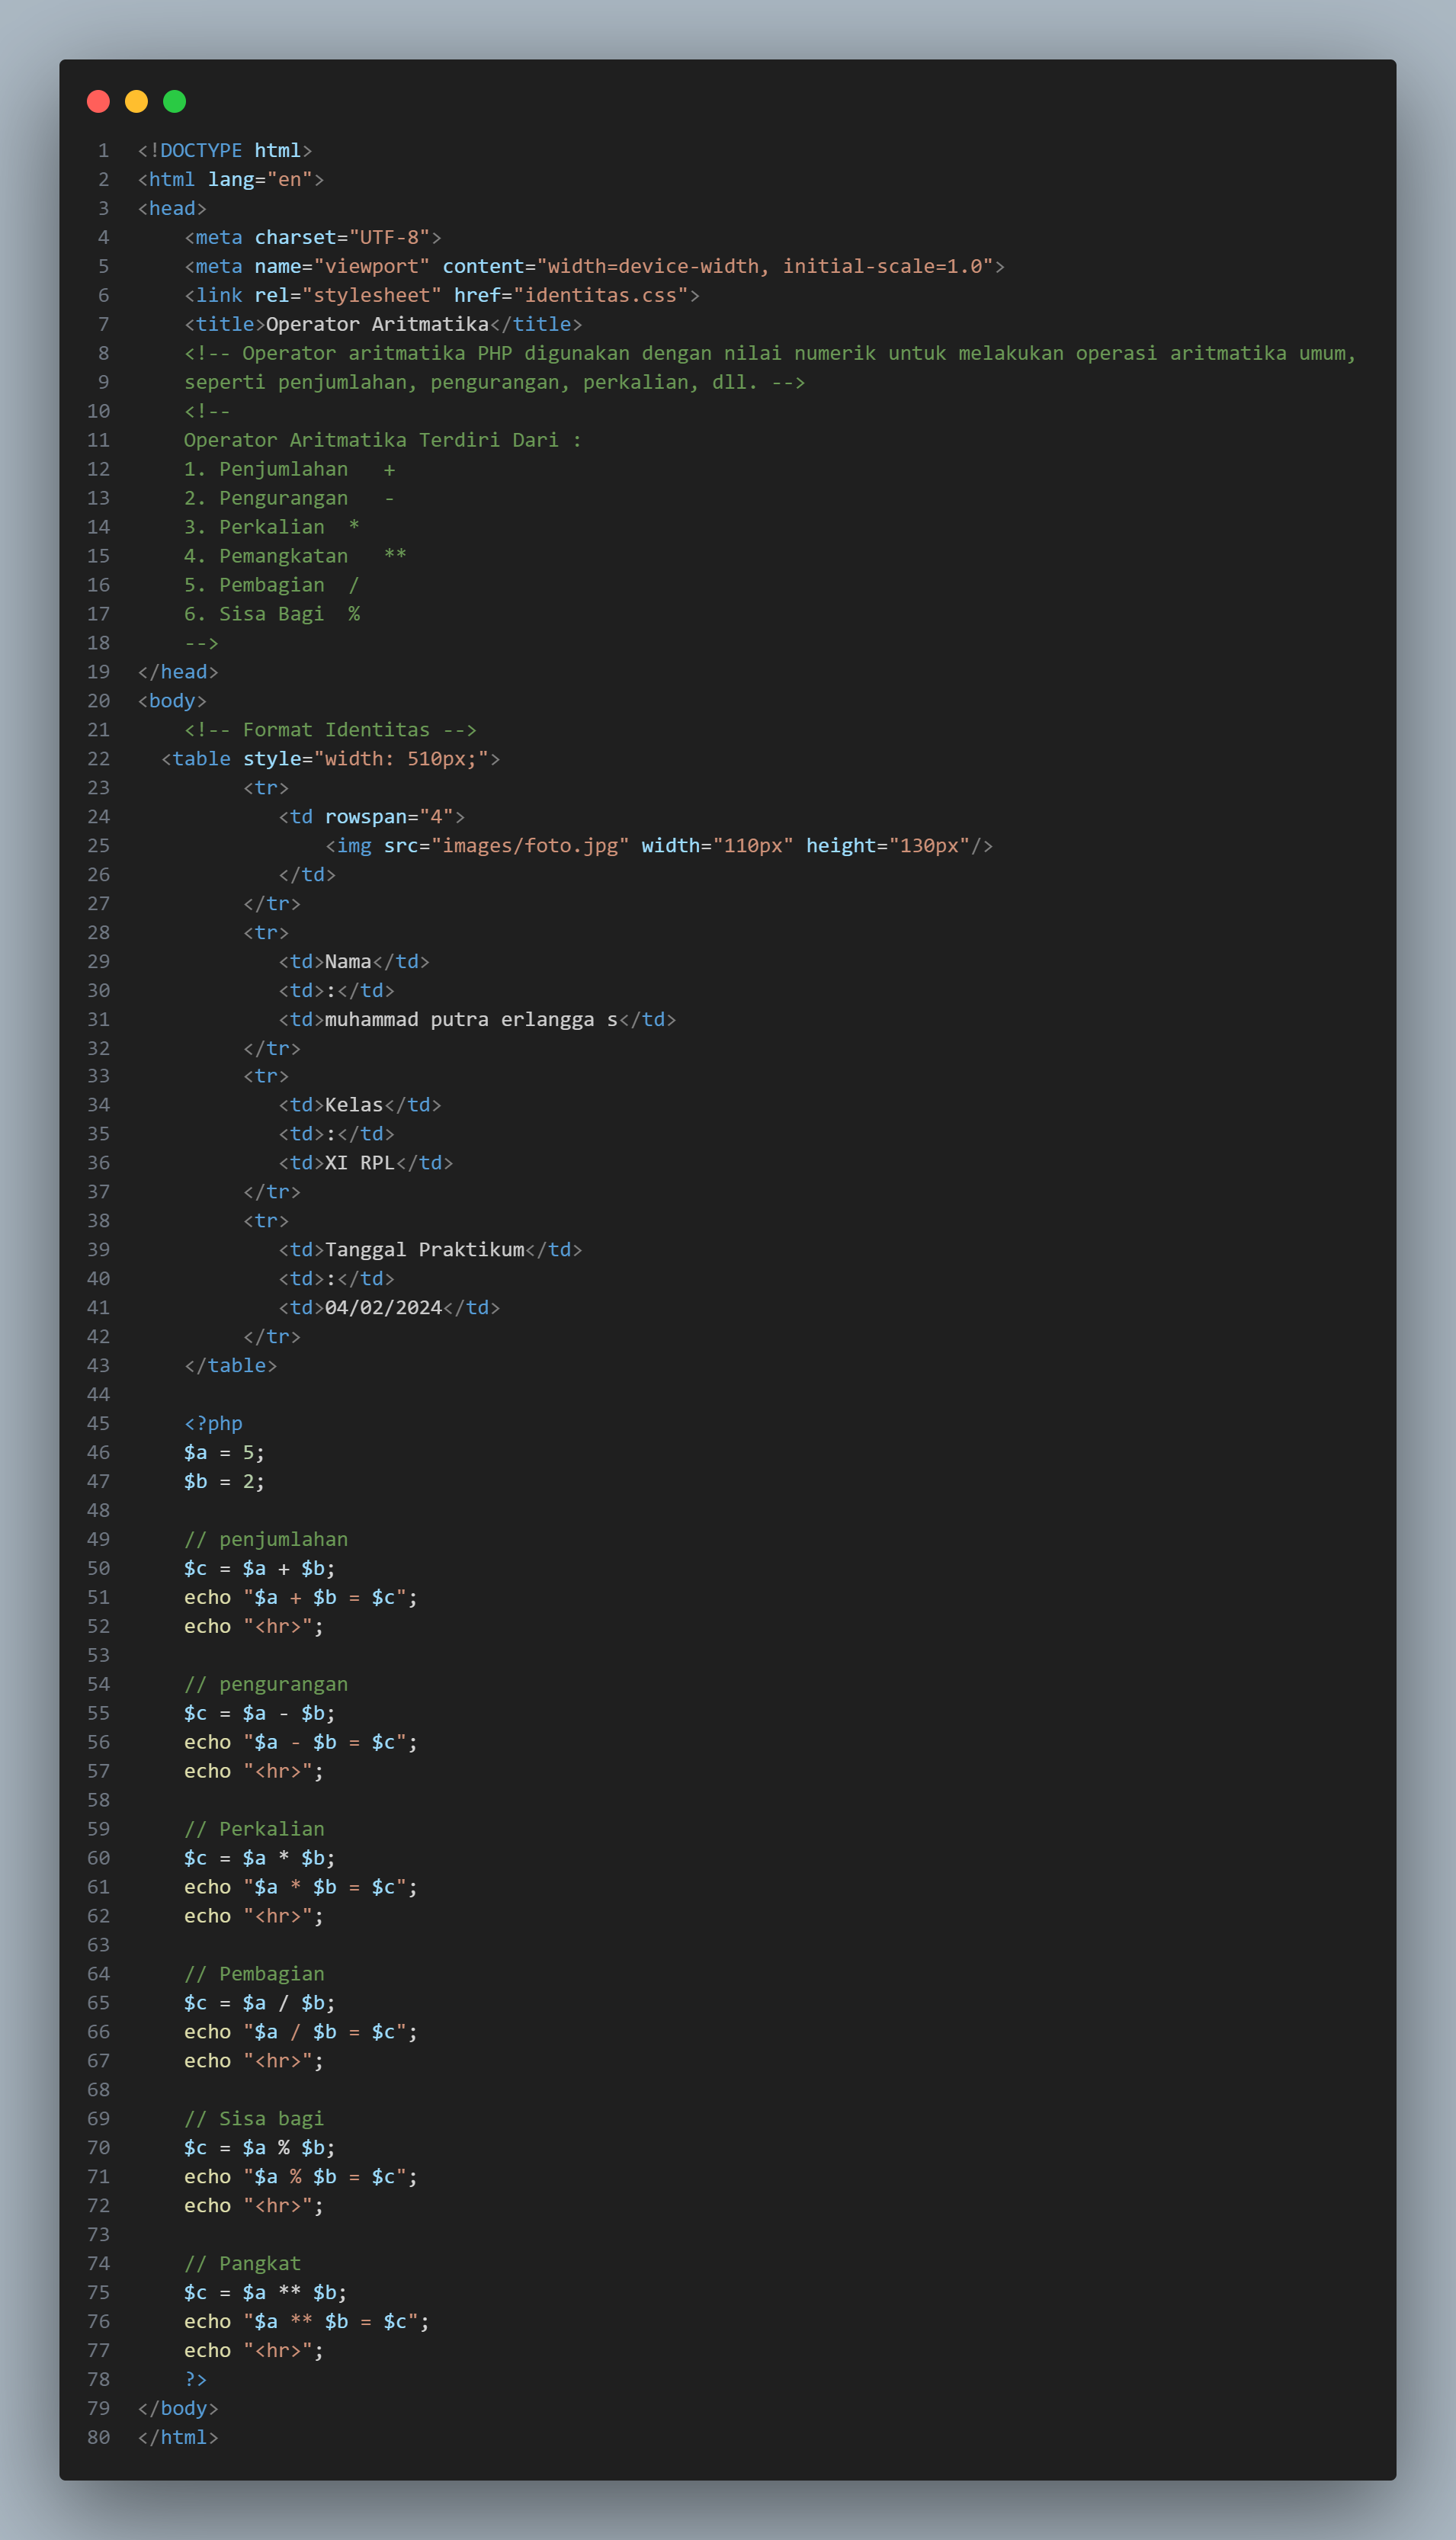 1 <!DOCTYPE html>
2 <html lang="en">
3 <head>
4     <meta charset="UTF-8">
5     <meta name="viewport" content="width=device-width, initial-scale=1.0">
6     <link rel="stylesheet" href="identitas.css">
7     <title>Operator Aritmatika</title>
8     <!-- Operator aritmatika PHP digunakan dengan nilai numerik untuk melakukan operasi aritmatika umum,
9     seperti penjumlahan, pengurangan, perkalian, dll. -->
10     <!--
11     Operator Aritmatika Terdiri Dari :
12     1. Penjumlahan   +
13     2. Pengurangan   -
14     3. Perkalian  *
15     4. Pemangkatan   **
16     5. Pembagian  /
17     6. Sisa Bagi  %
18     -->
19 </head>
20 <body>
21     <!-- Format Identitas -->
22   <table style="width: 510px;">
23          <tr>
24             <td rowspan="4">
25                 <img src="images/foto.jpg" width="110px" height="130px"/>
26             </td>
27          </tr>
28          <tr>
29             <td>Nama</td>
30             <td>:</td>
31             <td>muhammad putra erlangga s</td>
32          </tr>
33          <tr>
34             <td>Kelas</td>
35             <td>:</td>
36             <td>XI RPL</td>
37          </tr>
38          <tr>
39             <td>Tanggal Praktikum</td>
40             <td>:</td>
41             <td>04/02/2024</td>
42          </tr>
43     </table>
44
45     <?php
46     $a = 5;
47     $b = 2;
48
49     // penjumlahan
50     $c = $a + $b;
51     echo "$a + $b = $c";
52     echo "<hr>";
53
54     // pengurangan
55     $c = $a - $b;
56     echo "$a - $b = $c";
57     echo "<hr>";
58
59     // Perkalian
60     $c = $a * $b;
61     echo "$a * $b = $c";
62     echo "<hr>";
63
64     // Pembagian
65     $c = $a / $b;
66     echo "$a / $b = $c";
67     echo "<hr>";
68
69     // Sisa bagi
70     $c = $a % $b;
71     echo "$a % $b = $c";
72     echo "<hr>";
73
74     // Pangkat
75     $c = $a ** $b;
76     echo "$a ** $b = $c";
77     echo "<hr>";
78     ?>
79 </body>
80 </html>